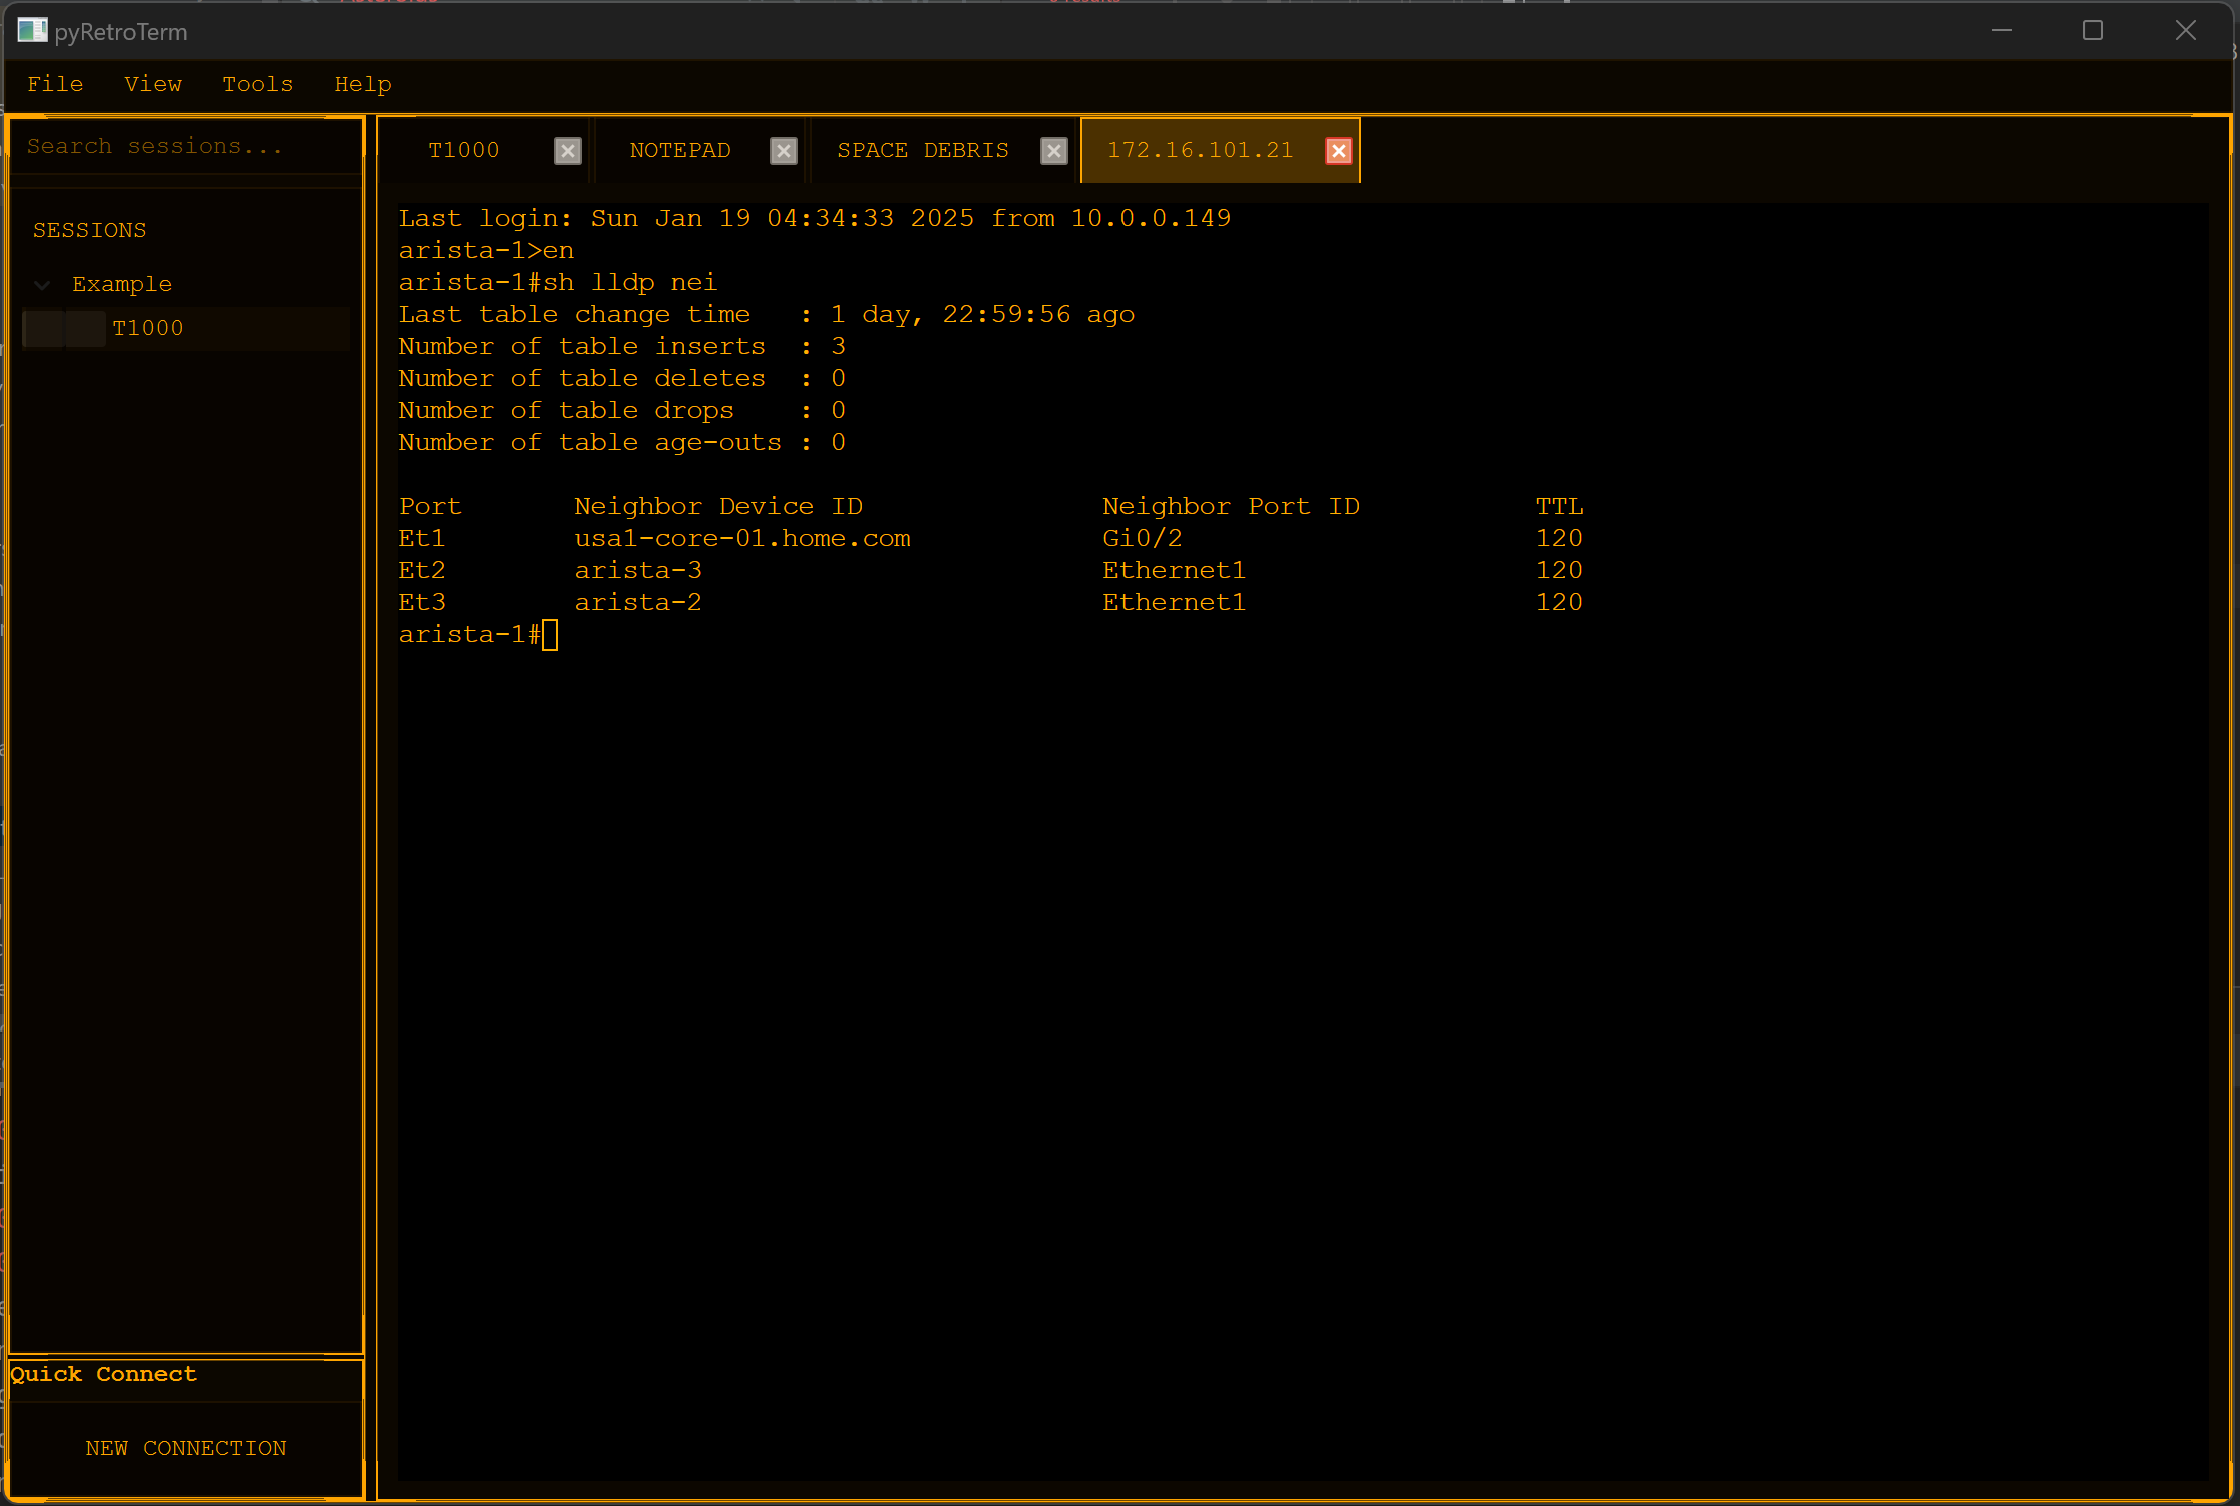 pyRetroTerm
File View Tools Help
Search sessions...
SESSIONS
Example
T1000
Quick Connect
NEW CONNECTION
T1000 NOTEPAD SPACE DEBRIS 172.16.101.21
Last login: Sun Jan 19 04:34:33 2025 from 10.0.0.149
arista-1>en
arista-1#sh lldp nei
Last table change time   : 1 day, 22:59:56 ago
Number of table inserts  : 3
Number of table deletes  : 0
Number of table drops    : 0
Number of table age-outs : 0
Port       Neighbor Device ID               Neighbor Port ID           TTL
Et1        usa1-core-01.home.com            Gi0/2                      120
Et2        arista-3                         Ethernet1                  120
Et3        arista-2                         Ethernet1                  120
arista-1#